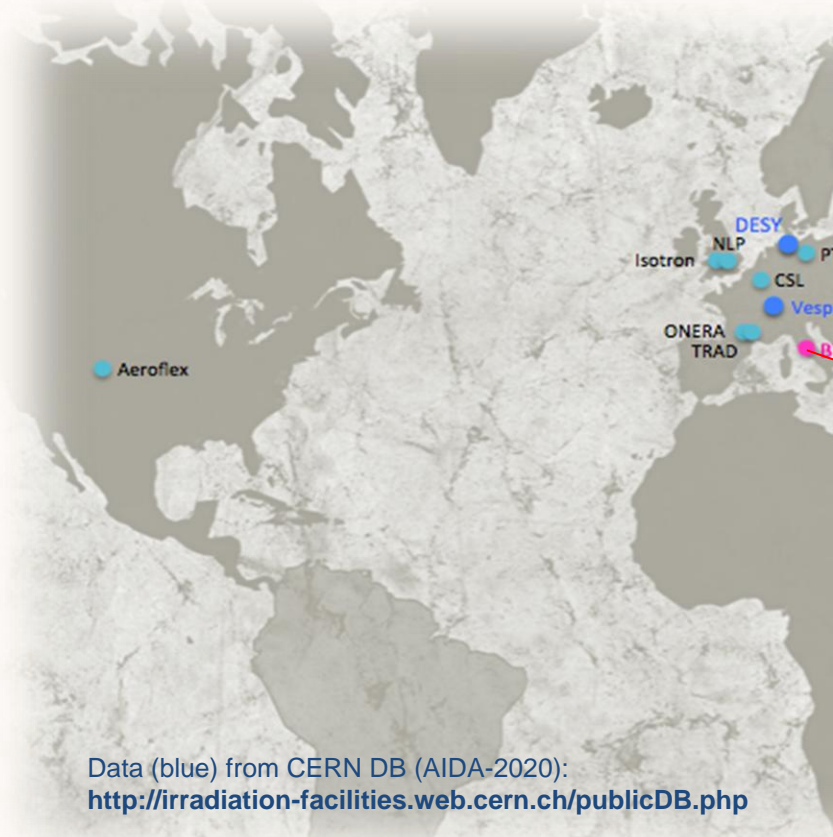 DESY
NLP
Isotron
CSL
ONERA
TRAD
Aeroflex
Data (blue) from CERN DB (AIDA-2020):
http://irradiation-facilities.web.cern.ch/publicDB.php